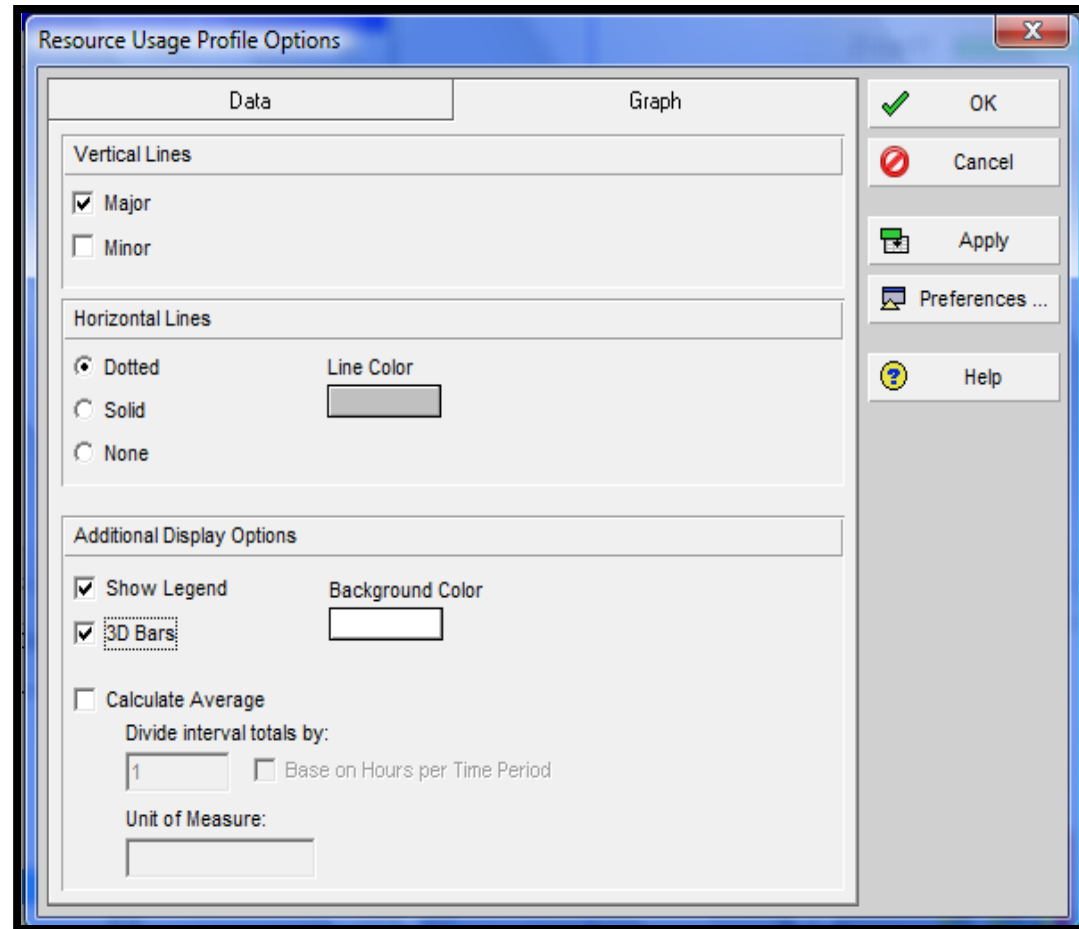 Resource Usage Profile Options
Data
Graph
Vertical Lines
Major
Minor
Horizontal Lines
Dotted
Line Color
Solid
None
Additional Display Options
Show Legend
Background Color
3D Bars
Calculate Average
Divide interval totals by:
1
Base on Hours per Time Period
Unit of Measure:
OK
Cancel
Apply
Preferences ...
Help